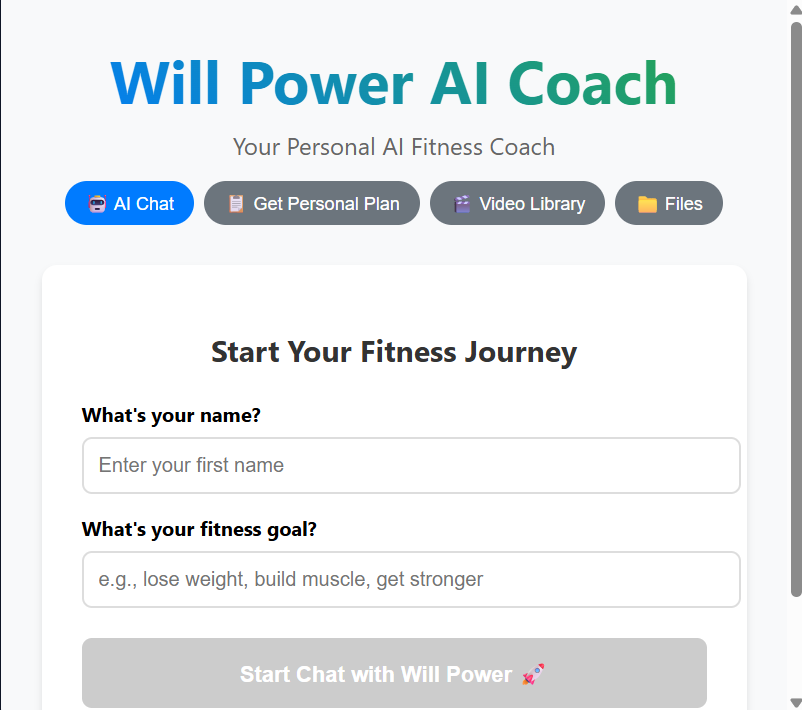 Will Power AI Coach
Your Personal AI Fitness Coach
🤖 AI Chat 📋 Get Personal Plan 🎬 Video Library 📁 Files
Start Your Fitness Journey
What's your name?
Enter your first name
What's your fitness goal?
e.g., lose weight, build muscle, get stronger
Start Chat with Will Power 🚀